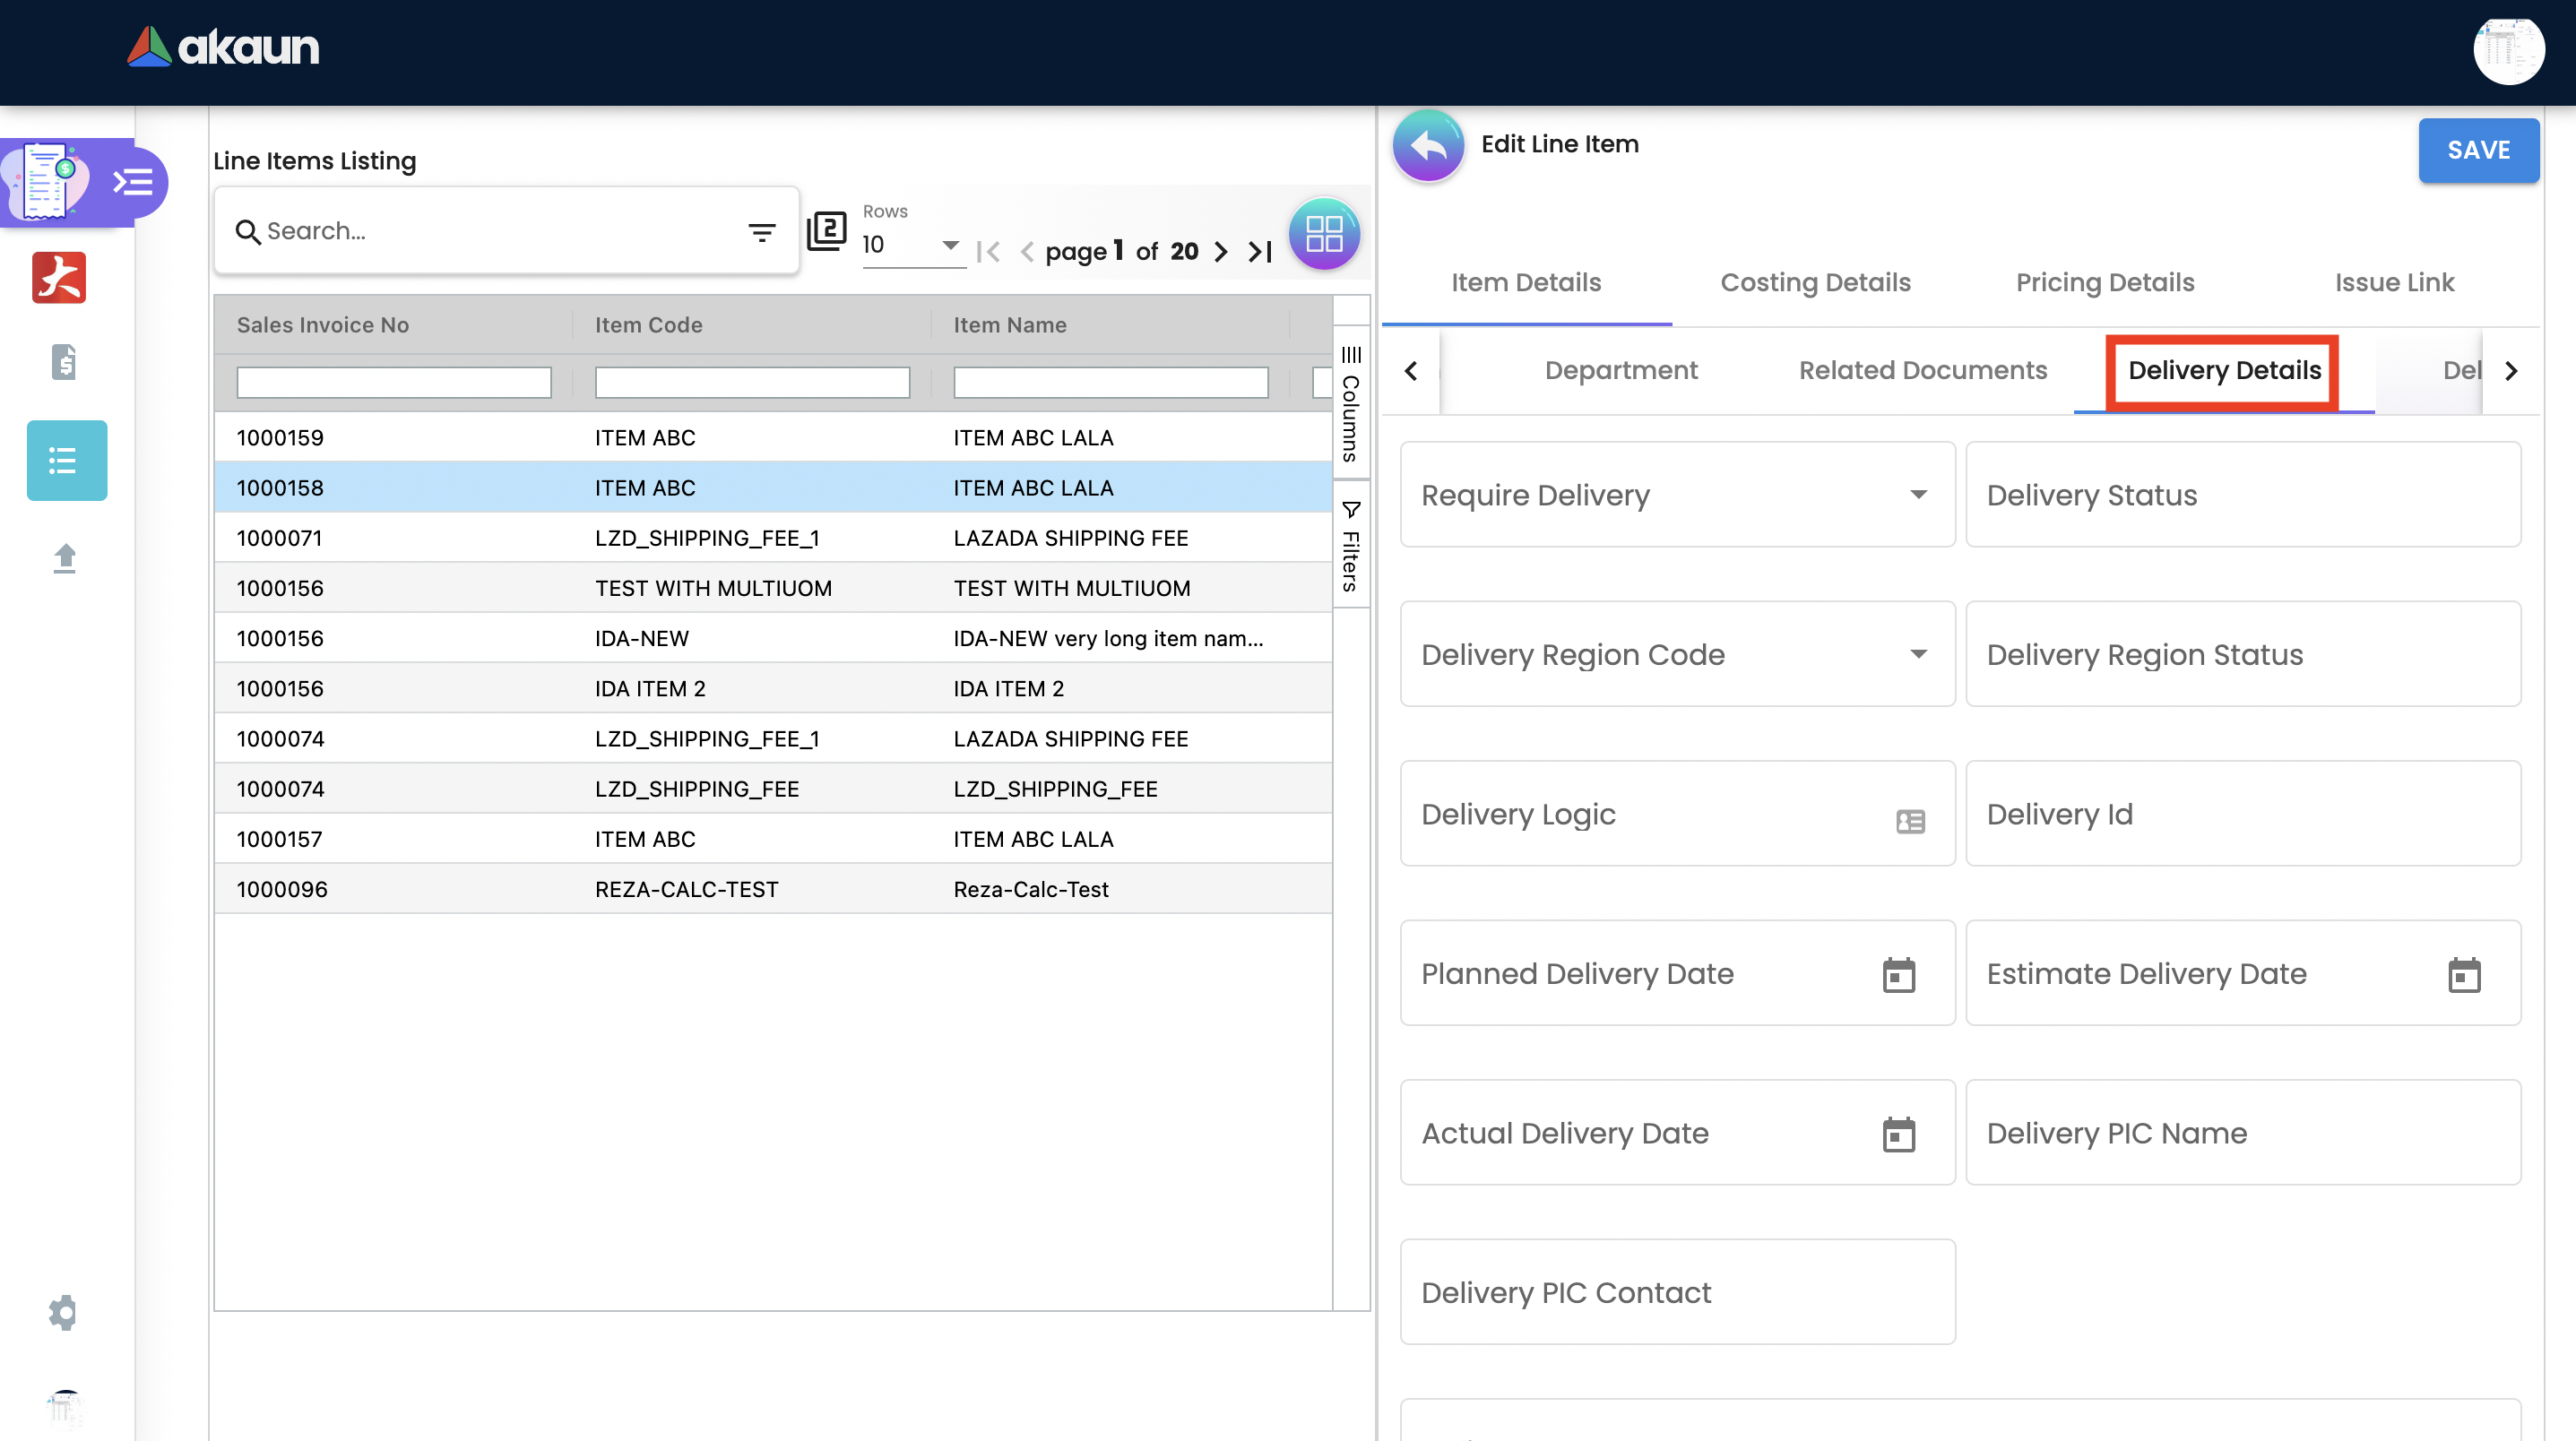 akaun
Line Items Listing
Search...
2
Rows
10
page 1 of 20
Sales Invoice No Item Code Item Name
1000159 ITEM ABC ITEM ABC LALA
1000158 ITEM ABC ITEM ABC LALA
1000071 LZD_SHIPPING_FEE_1 LAZADA SHIPPING FEE
1000156 TEST WITH MULTIUOM TEST WITH MULTIUOM
1000156 IDA-NEW IDA-NEW very long item nam...
1000156 IDA ITEM 2 IDA ITEM 2
1000074 LZD_SHIPPING_FEE_1 LAZADA SHIPPING FEE
1000074 LZD_SHIPPING_FEE LZD_SHIPPING_FEE
1000157 ITEM ABC ITEM ABC LALA
1000096 REZA-CALC-TEST Reza-Calc-Test
Columns
Filters
Edit Line Item
SAVE
Item Details Costing Details Pricing Details Issue Link
Department Related Documents Delivery Details Del
Require Delivery Delivery Status
Delivery Region Code Delivery Region Status
Delivery Logic Delivery Id
Planned Delivery Date Estimate Delivery Date
Actual Delivery Date Delivery PIC Name
Delivery PIC Contact